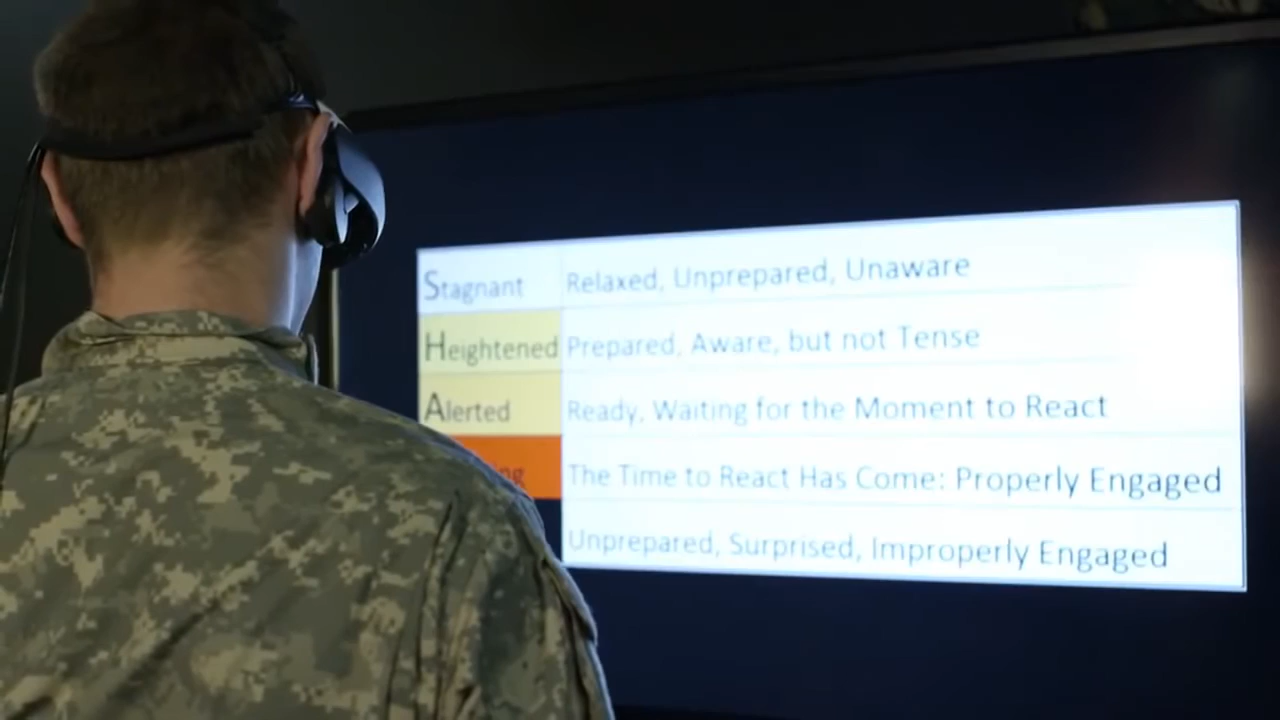 Stagnant Relaxed, Unprepared, Unaware
Heightened Prepared, Aware, but not Tense
Alerted Ready, Waiting for the Moment to React
The Time to React Has Come: Properly Engaged
Unprepared, Surprised, Improperly Engaged